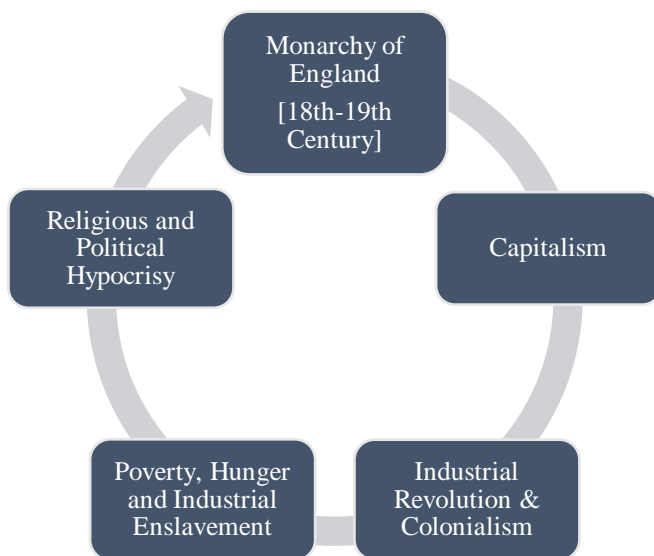 Monarchy of
England
[18th-19th
Century]
Capitalism
Industrial
Revolution &
Colonialism
Poverty, Hunger
and Industrial
Enslavement
Religious and
Political
Hypocrisy